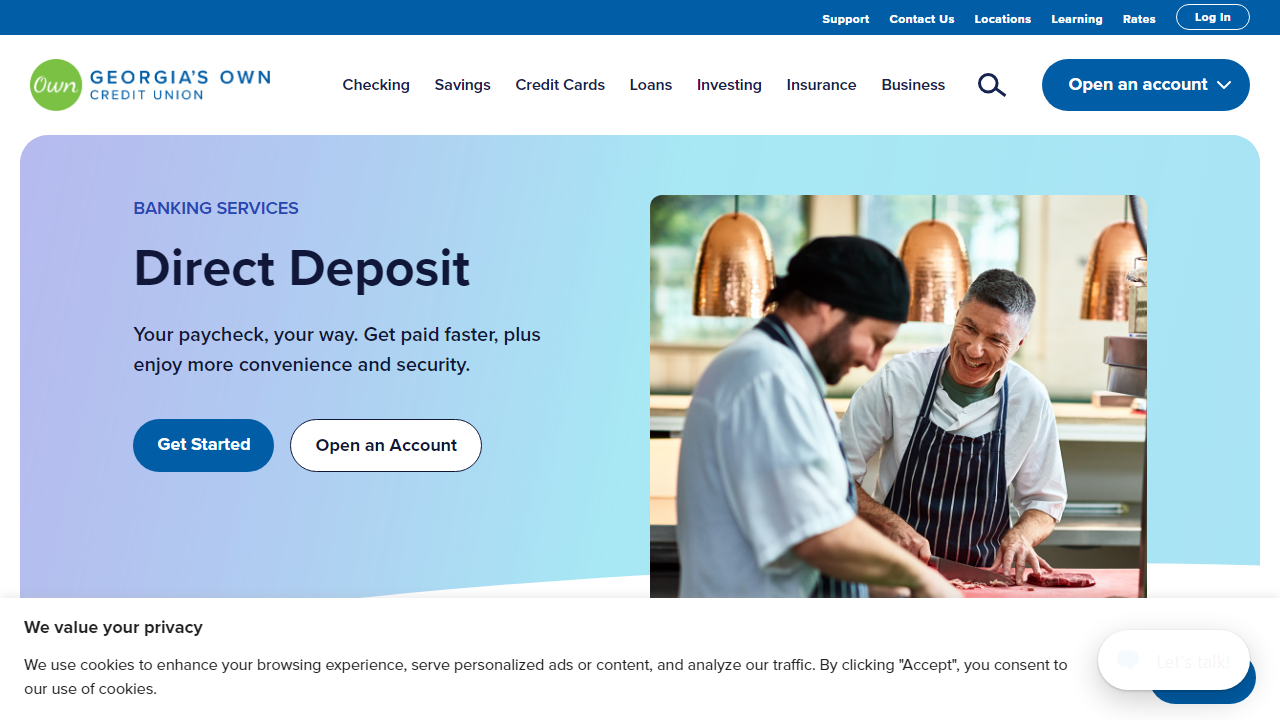 Support Contact Us Locations Learning Rates Log In
Own GEORGIA'S OWN
CREDIT UNION
Checking Savings Credit Cards Loans Investing Insurance Business Open an account
BANKING SERVICES
Direct Deposit
Your paycheck, your way. Get paid faster, plus
enjoy more convenience and security.
Get Started Open an Account
We value your privacy
We use cookies to enhance your browsing experience, serve personalized ads or content, and analyze our traffic. By clicking "Accept", you consent to
our use of cookies.
Let's talk!